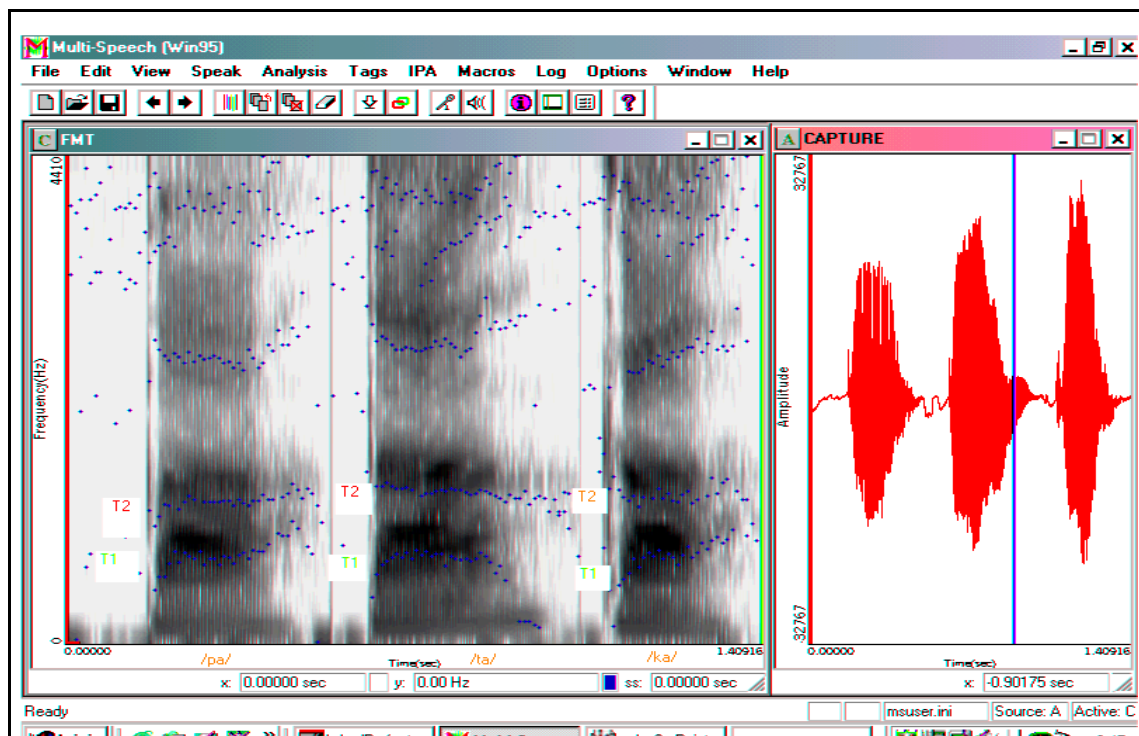 Multi-Speech (Win95)
File Edit View Speak Analysis Tags IPA Macros Log Options Window Help
C FMT
4410
Frequency(Hz)
0
T2
T1
T2
T1
T2
T1
0.00000
/pa/
Time(sec)
/ta/
/ka/
1.40916
x: 0.00000 sec
y: 0.00 Hz
ss: 0.00000 sec
A CAPTURE
32767
Amplitude
-32767
0.00000
Time(sec)
1.40916
x: -0.90175 sec
Ready
msuser.ini
Source: A
Active: C